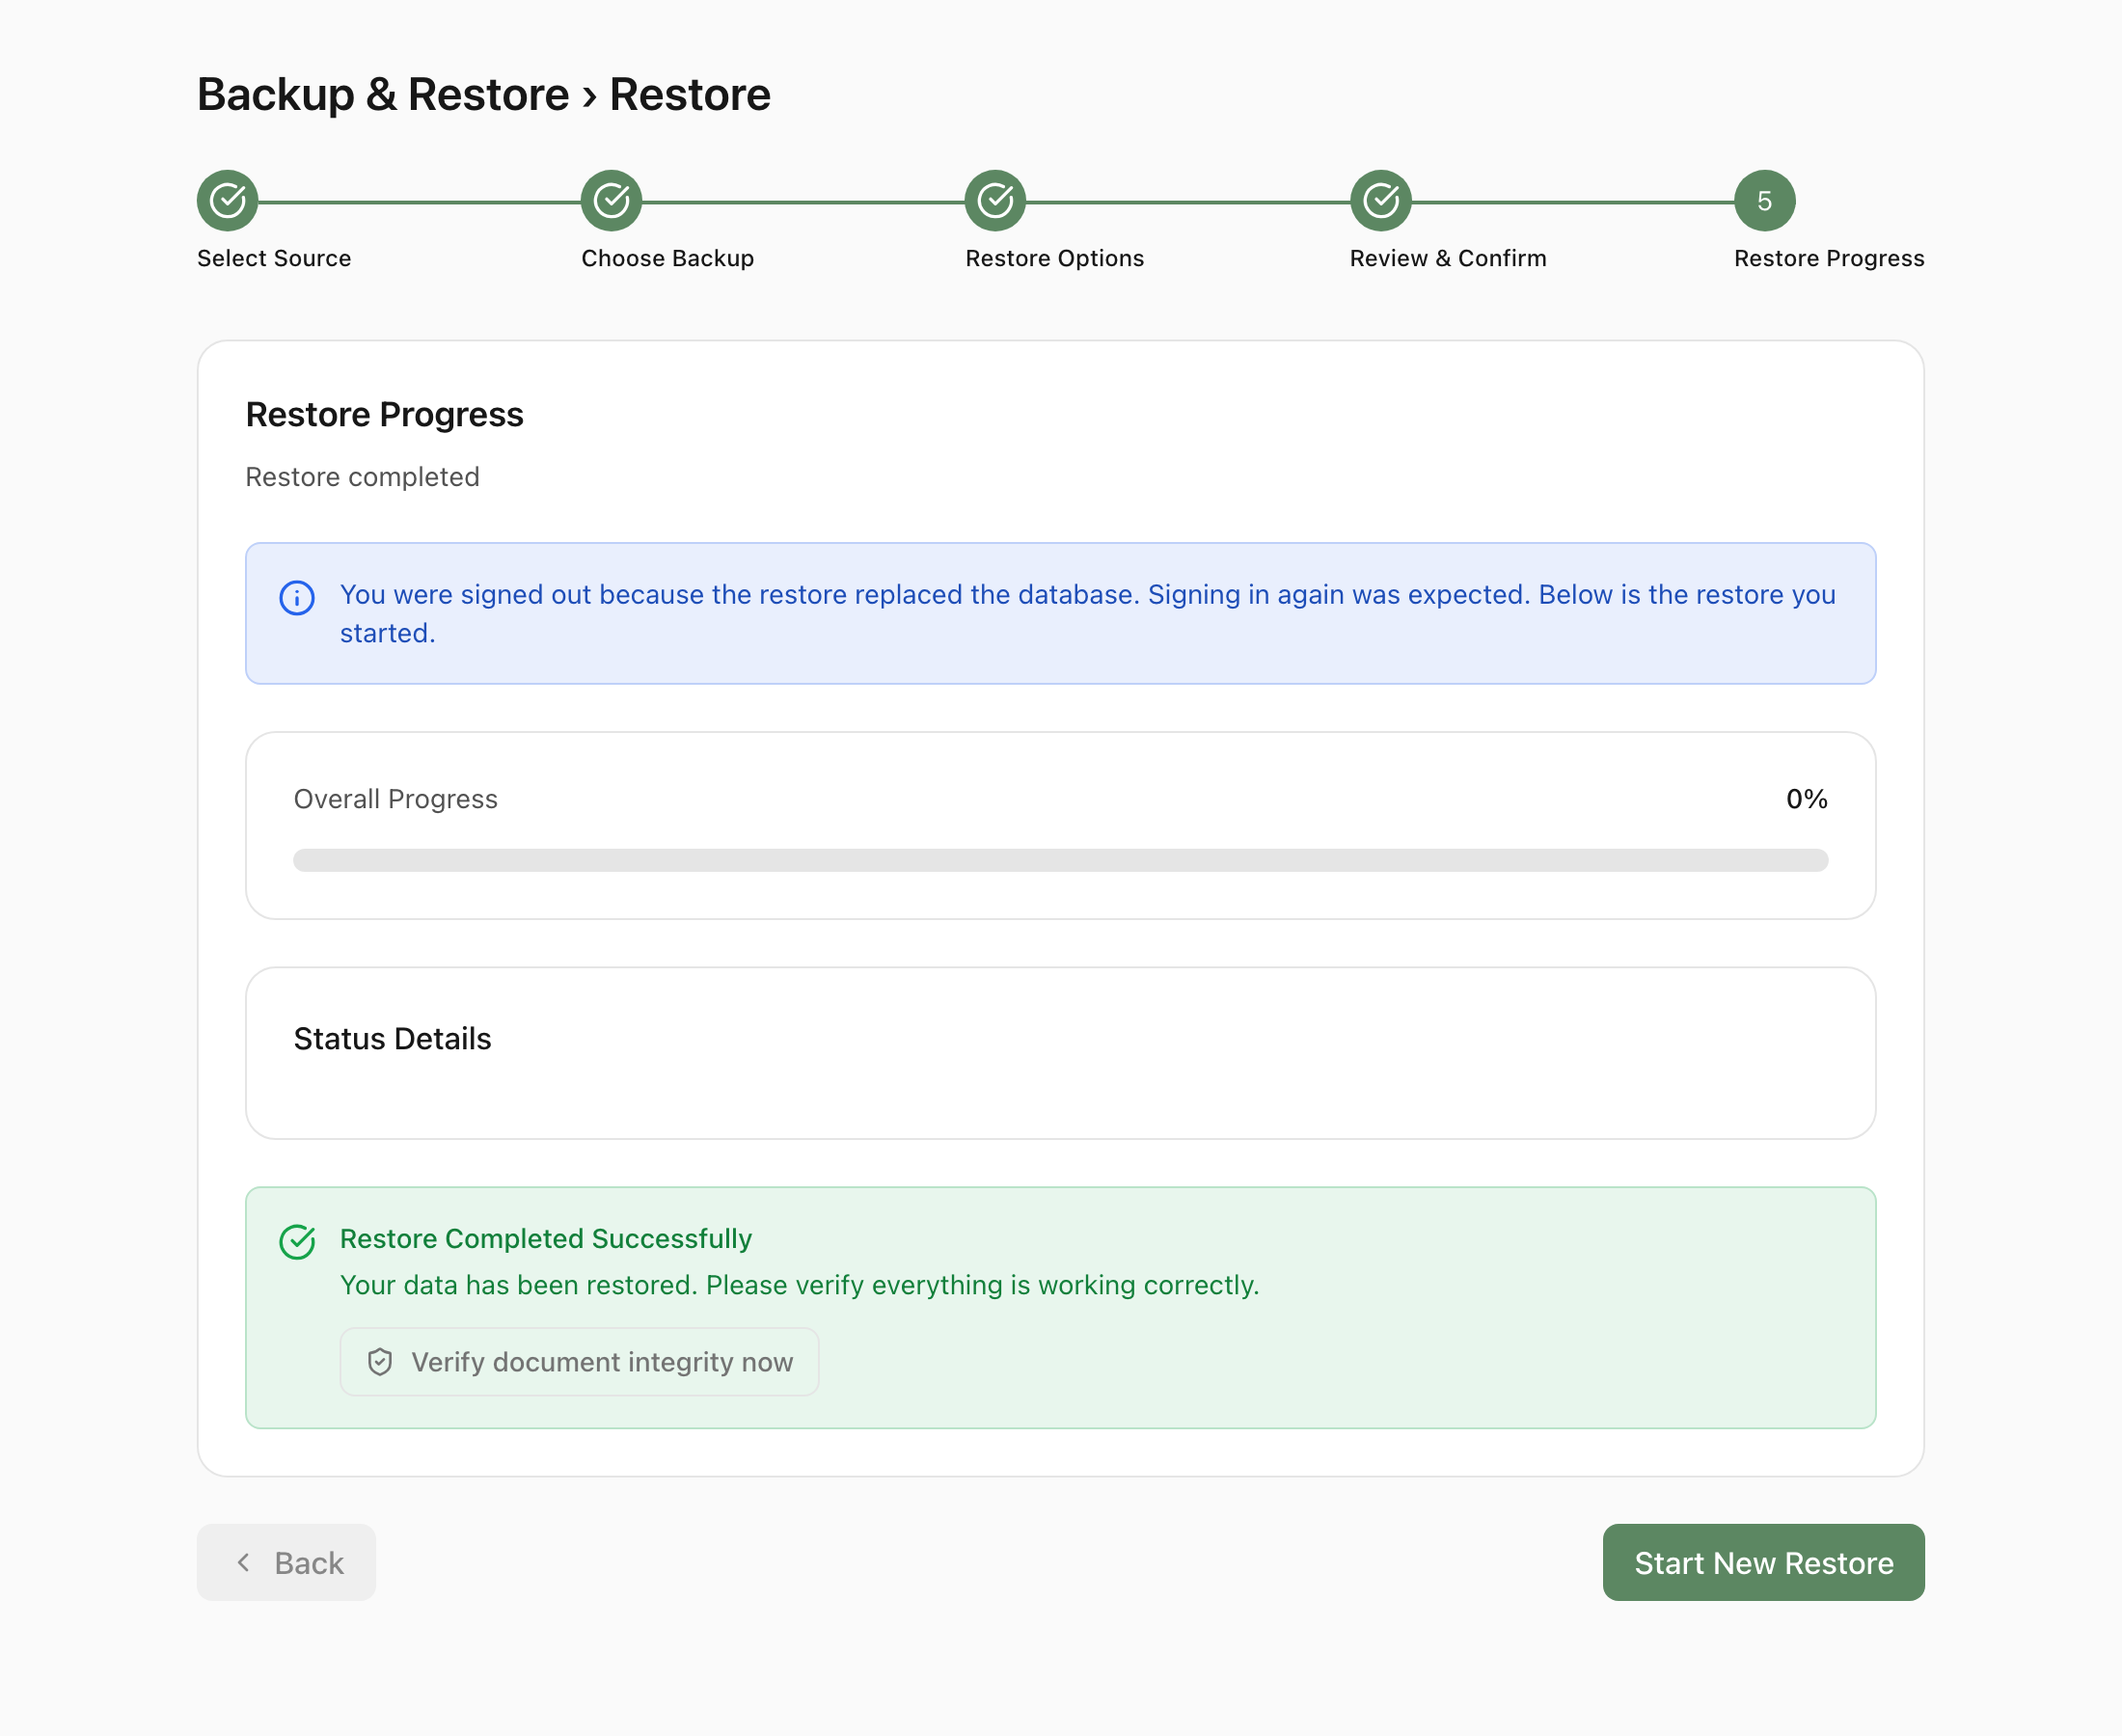 Backup & Restore › Restore
Select Source
Choose Backup
Restore Options
Review & Confirm
5
Restore Progress
Restore Progress
Restore completed
You were signed out because the restore replaced the database. Signing in again was expected. Below is the restore you
started.
Overall Progress
0%
Status Details
Restore Completed Successfully
Your data has been restored. Please verify everything is working correctly.
Verify document integrity now
Back
Start New Restore